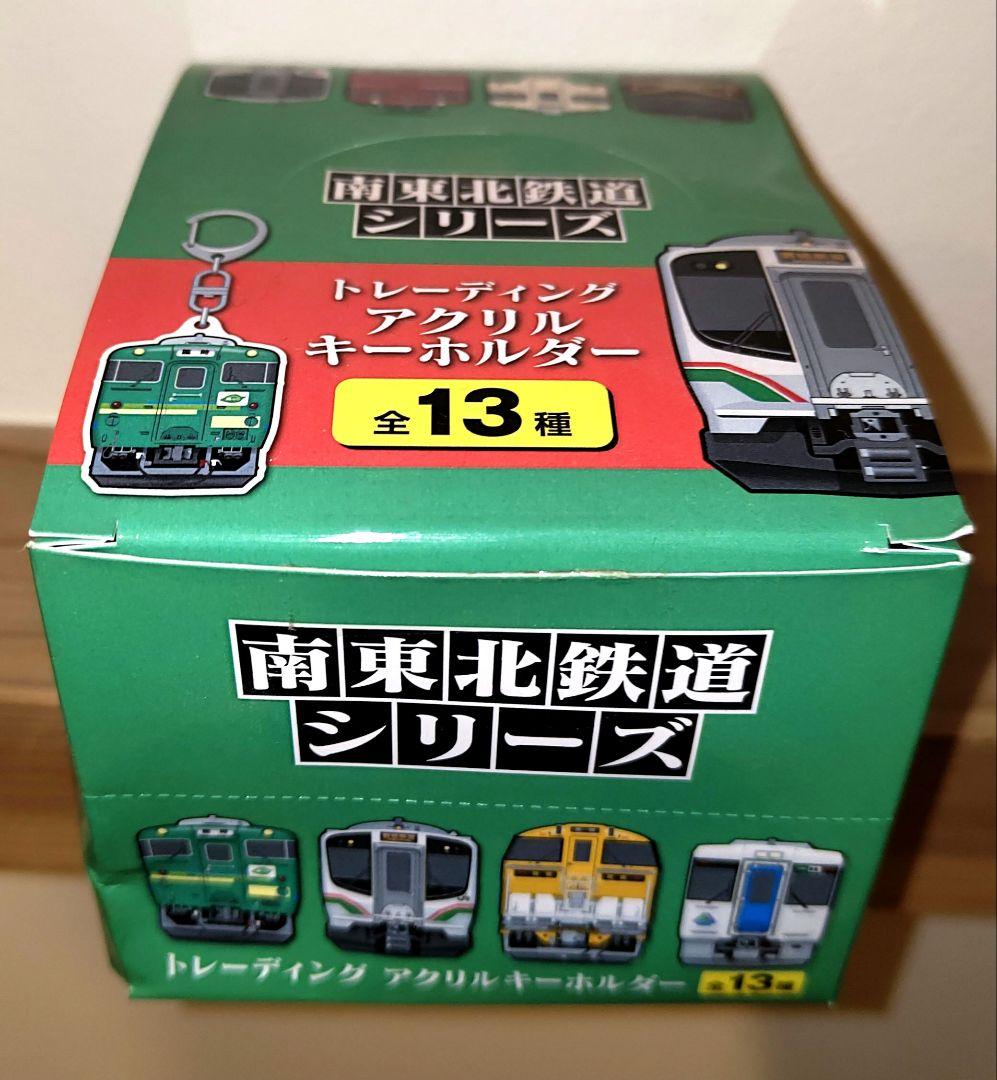 南東北鉄道
シリーズ
トレーディング
アクリル
キーホルダー
全13種
南東北鉄道
シリーズ
トレーディング アクリルキーホルダー
全13種